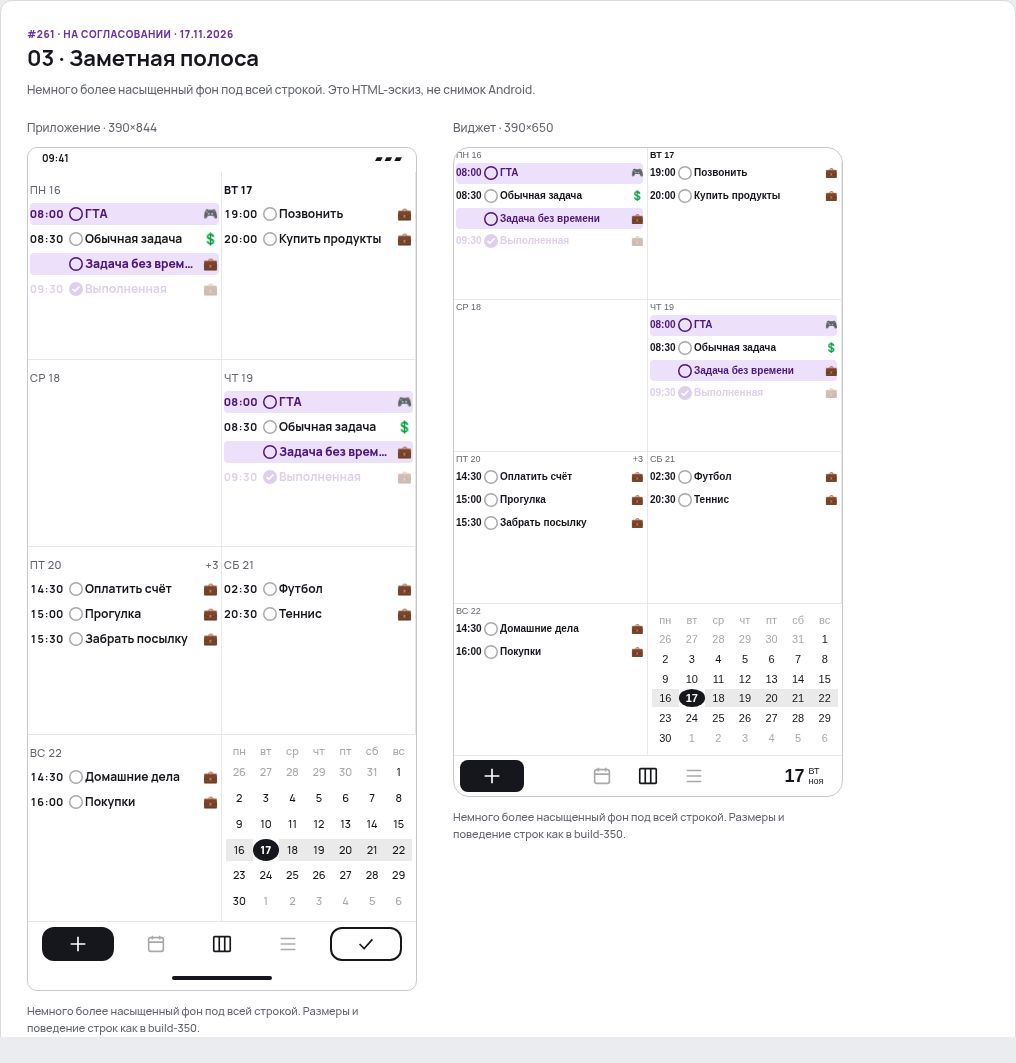 #261 · НА СОГЛАСОВАНИИ · 17.11.2026
03 · Заметная полоса
Немного более насыщенный фон под всей строкой. Это HTML-эскиз, не снимок Android.
Приложение · 390×844
09:41
ПН 16
08:00 ГТА
08:30 Обычная задача
Задача без врем...
09:30 Выполненная
ВТ 17
19:00 Позвонить
20:00 Купить продукты
СР 18
ЧТ 19
08:00 ГТА
08:30 Обычная задача
Задача без врем...
09:30 Выполненная
ПТ 20 +3
14:30 Оплатить счёт
15:00 Прогулка
15:30 Забрать посылку
СБ 21
02:30 Футбол
20:30 Теннис
ВС 22
14:30 Домашние дела
16:00 Покупки
пн вт ср чт пт сб вс
26 27 28 29 30 31 1
2 3 4 5 6 7 8
9 10 11 12 13 14 15
16 17 18 19 20 21 22
23 24 25 26 27 28 29
30 1 2 3 4 5 6
Немного более насыщенный фон под всей строкой. Размеры и
поведение строк как в build-350.
Виджет · 390×650
ПН 16
08:00 ГТА
08:30 Обычная задача
Задача без времени
09:30 Выполненная
ВТ 17
19:00 Позвонить
20:00 Купить продукты
СР 18
ЧТ 19
08:00 ГТА
08:30 Обычная задача
Задача без времени
09:30 Выполненная
ПТ 20 +3
14:30 Оплатить счёт
15:00 Прогулка
15:30 Забрать посылку
СБ 21
02:30 Футбол
20:30 Теннис
ВС 22
14:30 Домашние дела
16:00 Покупки
пн вт ср чт пт сб вс
26 27 28 29 30 31 1
2 3 4 5 6 7 8
9 10 11 12 13 14 15
16 17 18 19 20 21 22
23 24 25 26 27 28 29
30 1 2 3 4 5 6
17 ВТ
ноя
Немного более насыщенный фон под всей строкой. Размеры и
поведение строк как в build-350.